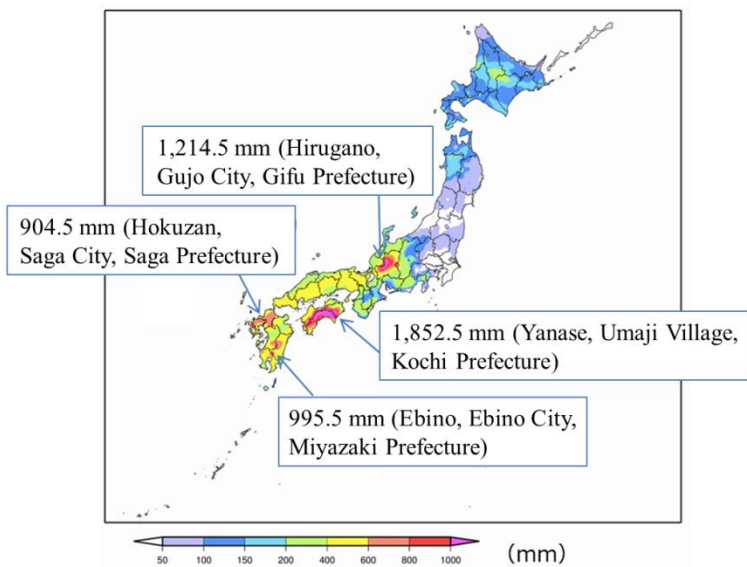 1,214.5 mm (Hirugano,
Gujo City, Gifu Prefecture)
904.5 mm (Hokuzan,
Saga City, Saga Prefecture)
1,852.5 mm (Yanase, Umaji Village,
Kochi Prefecture)
995.5 mm (Ebino, Ebino City,
Miyazaki Prefecture)
50 100 150 200 400 600 800 1000 (mm)